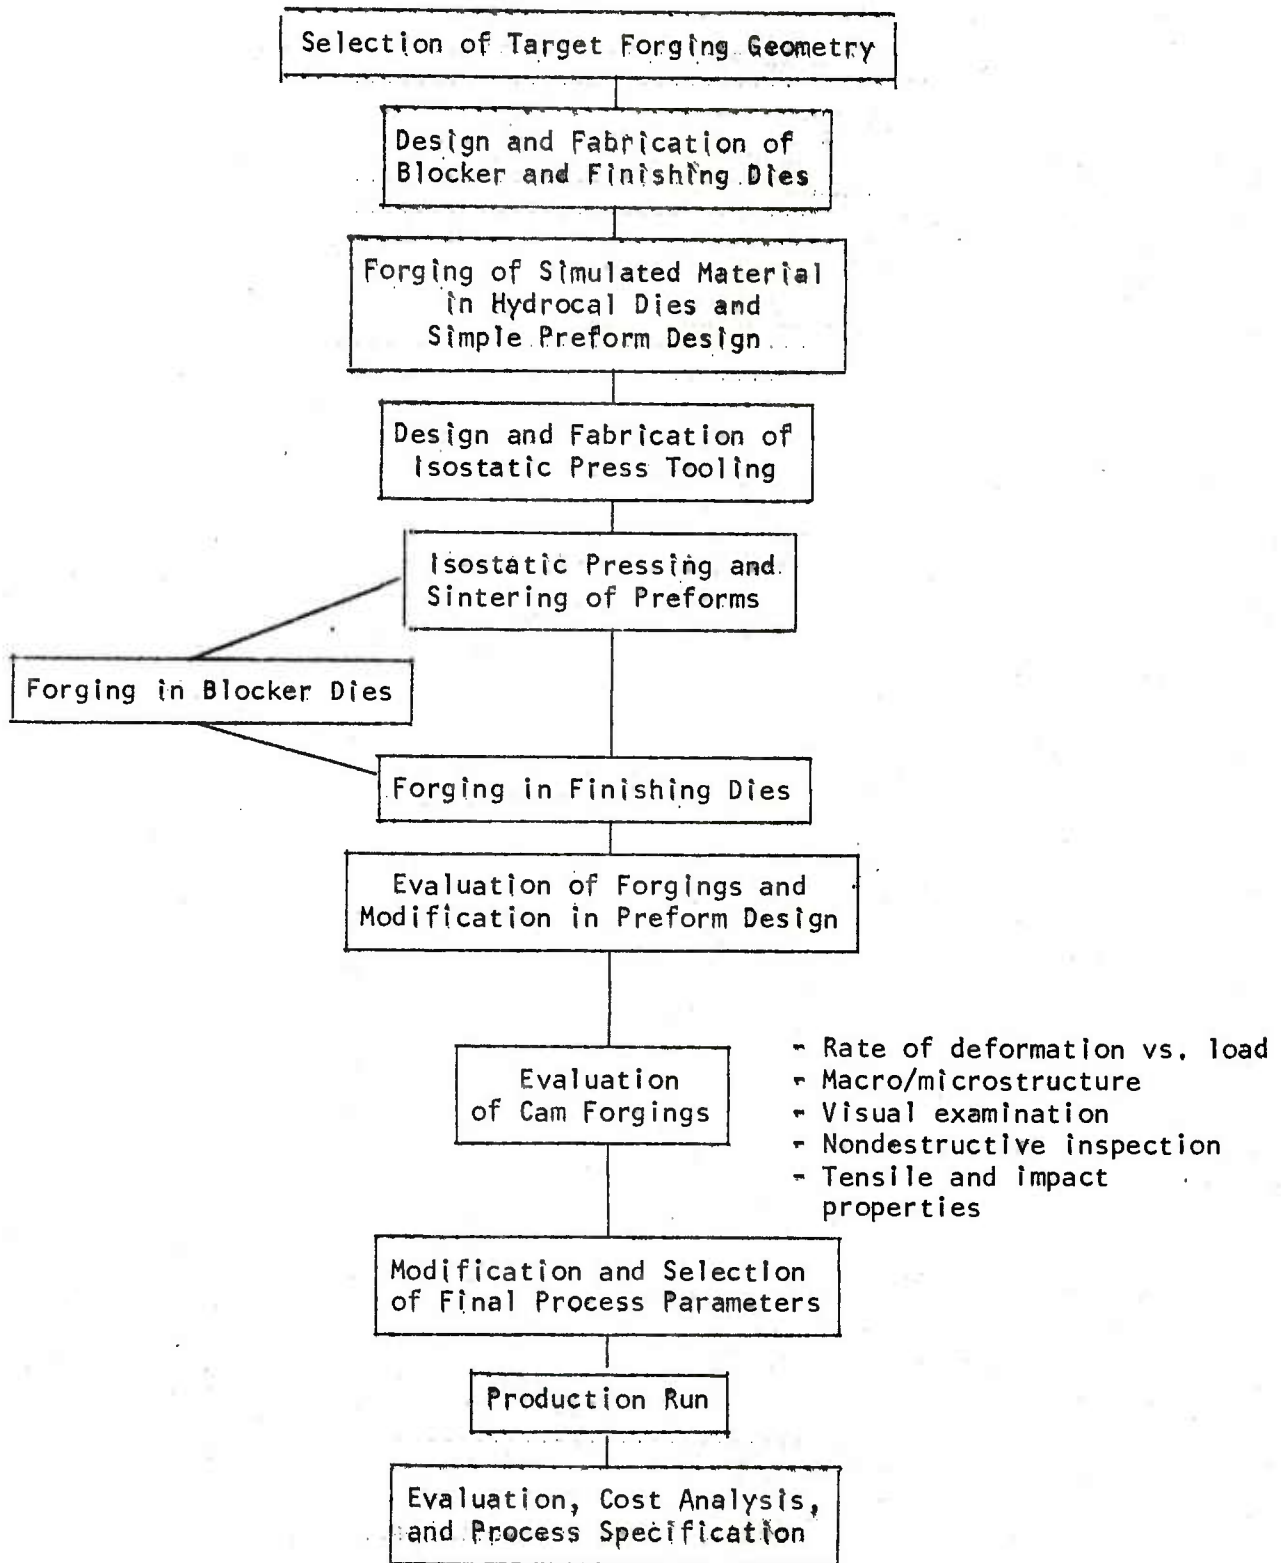 Selection of Target Forging Geometry
Design and Fabrication of
Blocker and Finishing Dies
Forging of Simulated Material
in Hydrocal Dies and
Simple Preform Design
Design and Fabrication of
Isostatic Press Tooling
Isostatic Pressing and
Sintering of Preforms
Forging in Blocker Dies
Forging in Finishing Dies
Evaluation of Forgings and
Modification in Preform Design
Evaluation
of Cam Forgings
- Rate of deformation vs. load
- Macro/microstructure
- Visual examination
- Nondestructive inspection
- Tensile and impact
properties
Modification and Selection
of Final Process Parameters
Production Run
Evaluation, Cost Analysis,
and Process Specification